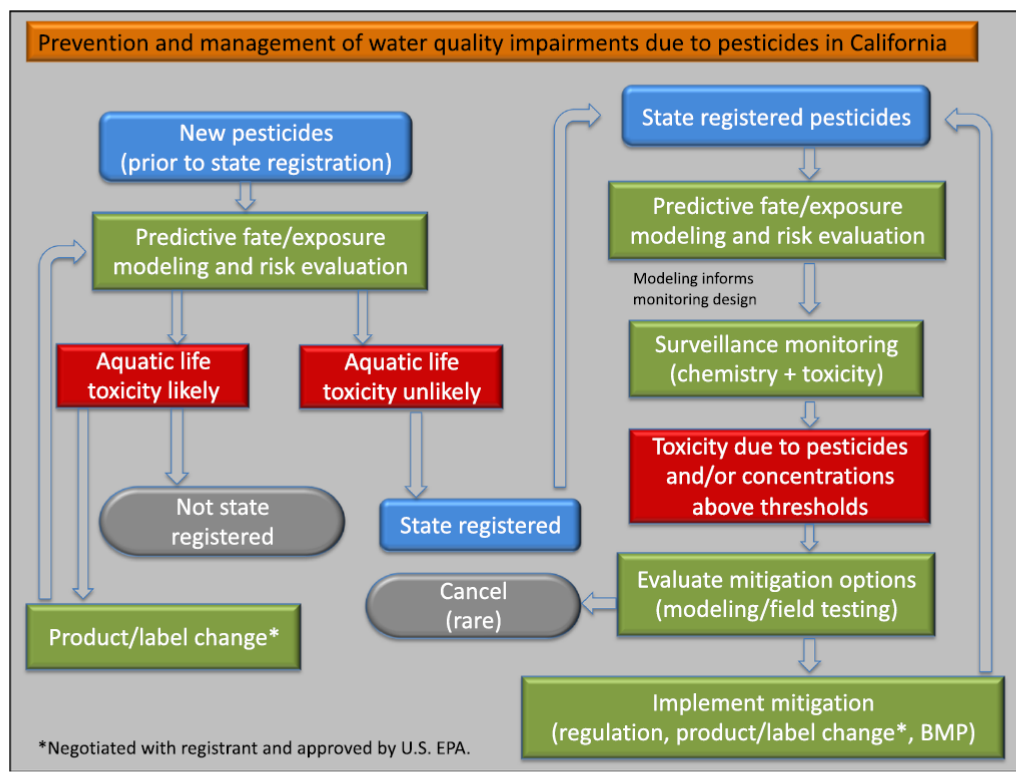 Prevention and management of water quality impairments due to pesticides in California
New pesticides
(prior to state registration)
Predictive fate/exposure
modeling and risk evaluation
Aquatic life
toxicity likely
Aquatic life
toxicity unlikely
Not state
registered
State registered
Product/label change*
*Negotiated with registrant and approved by U.S. EPA.
State registered pesticides
Predictive fate/exposure
modeling and risk evaluation
Modeling informs
monitoring design
Surveillance monitoring
(chemistry + toxicity)
Toxicity due to pesticides
and/or concentrations
above thresholds
Evaluate mitigation options
(modeling/field testing)
Cancel
(rare)
Implement mitigation
(regulation, product/label change*, BMP)